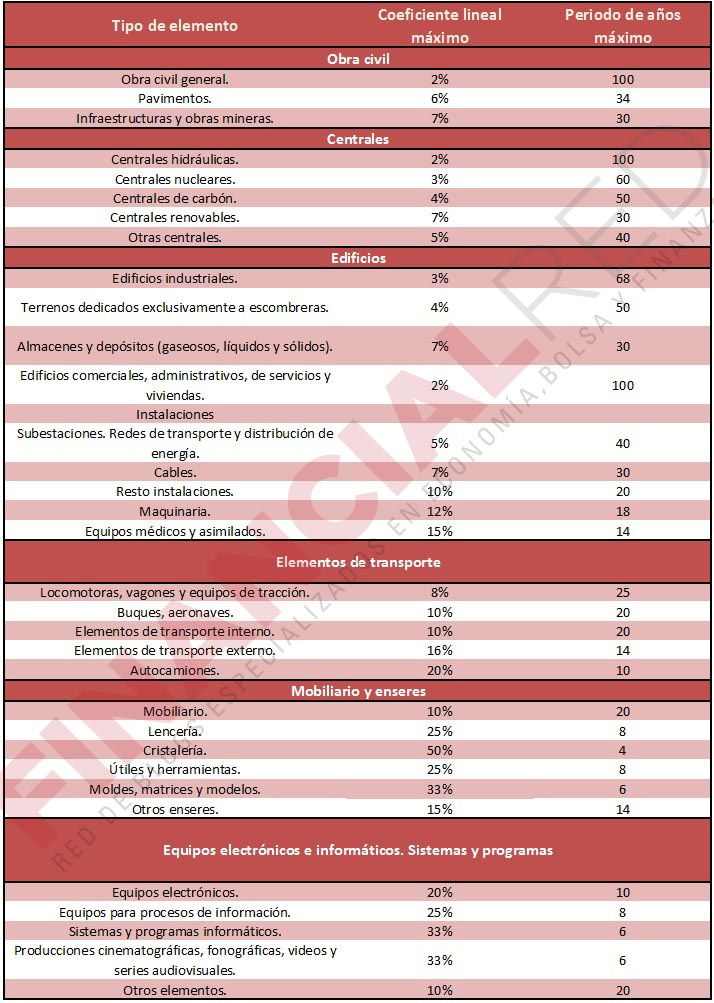 Tipo de elemento Coeficiente lineal máximo Periodo de años máximo
Obra civil
Obra civil general. 2% 100
Pavimentos. 6% 34
Infraestructuras y obras mineras. 7% 30
Centrales
Centrales hidráulicas. 2% 100
Centrales nucleares. 3% 60
Centrales de carbón. 4% 50
Centrales renovables. 7% 30
Otras centrales. 5% 40
Edificios
Edificios industriales. 3% 68
Terrenos dedicados exclusivamente a escombreras. 4% 50
Almacenes y depósitos (gaseosos, líquidos y sólidos). 7% 30
Edificios comerciales, administrativos, de servicios y viviendas. 2% 100
Instalaciones
Subestaciones. Redes de transporte y distribución de energía. 5% 40
Cables. 7% 30
Resto instalaciones. 10% 20
Maquinaria. 12% 18
Equipos médicos y asimilados. 15% 14
Elementos de transporte
Locomotoras, vagones y equipos de tracción. 8% 25
Buques, aeronaves. 10% 20
Elementos de transporte interno. 10% 20
Elementos de transporte externo. 16% 14
Autocamiones. 20% 10
Mobiliario y enseres
Mobiliario. 10% 20
Lencería. 25% 8
Cristalería. 50% 4
Útiles y herramientas. 25% 8
Moldes, matrices y modelos. 33% 6
Otros enseres. 15% 14
Equipos electrónicos e informáticos. Sistemas y programas
Equipos electrónicos. 20% 10
Equipos para procesos de información. 25% 8
Sistemas y programas informáticos. 33% 6
Producciones cinematográficas, fonográficas, videos y series audiovisuales. 33% 6
Otros elementos. 10% 20
FINANCIALRED
RED DE BLOGS ESPECIALIZADOS EN ECONOMÍA, BOLSA Y FINANZ